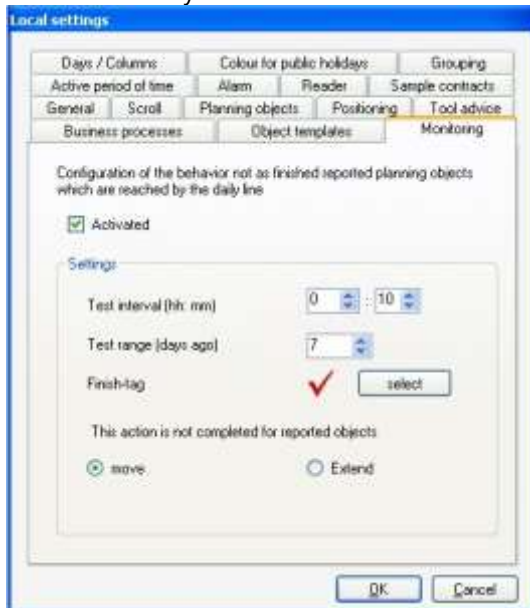 Local settings
Days / Columns Colour for public holidays Grouping
Active period of time Alarm Reader Sample contracts
General Scroll Planning objects Positioning Tool advice
Business processes Object templates Monitoring
Configuration of the behavior not as finished reported planning objects
which are reached by the daily line
Activated
Settings
Test interval (hh: mm) 0 : 10
Test range (days ago) 7
Finish-tag select
This action is not completed for reported objects
move Extend
OK Cancel